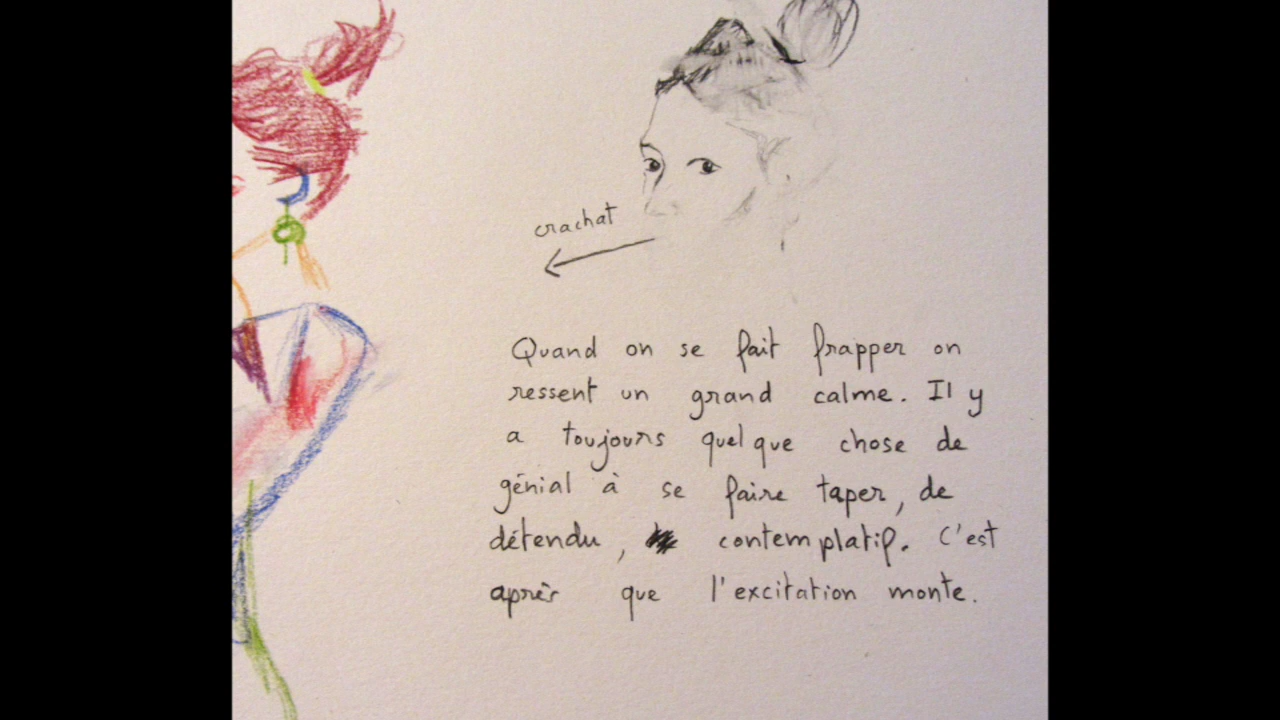 crachat
Quand on se fait frapper on
ressent un grand calme. Il y
a toujours quelque chose de
génial à se faire taper, de
détendu, contemplatif. C'est
après que l'excitation monte.